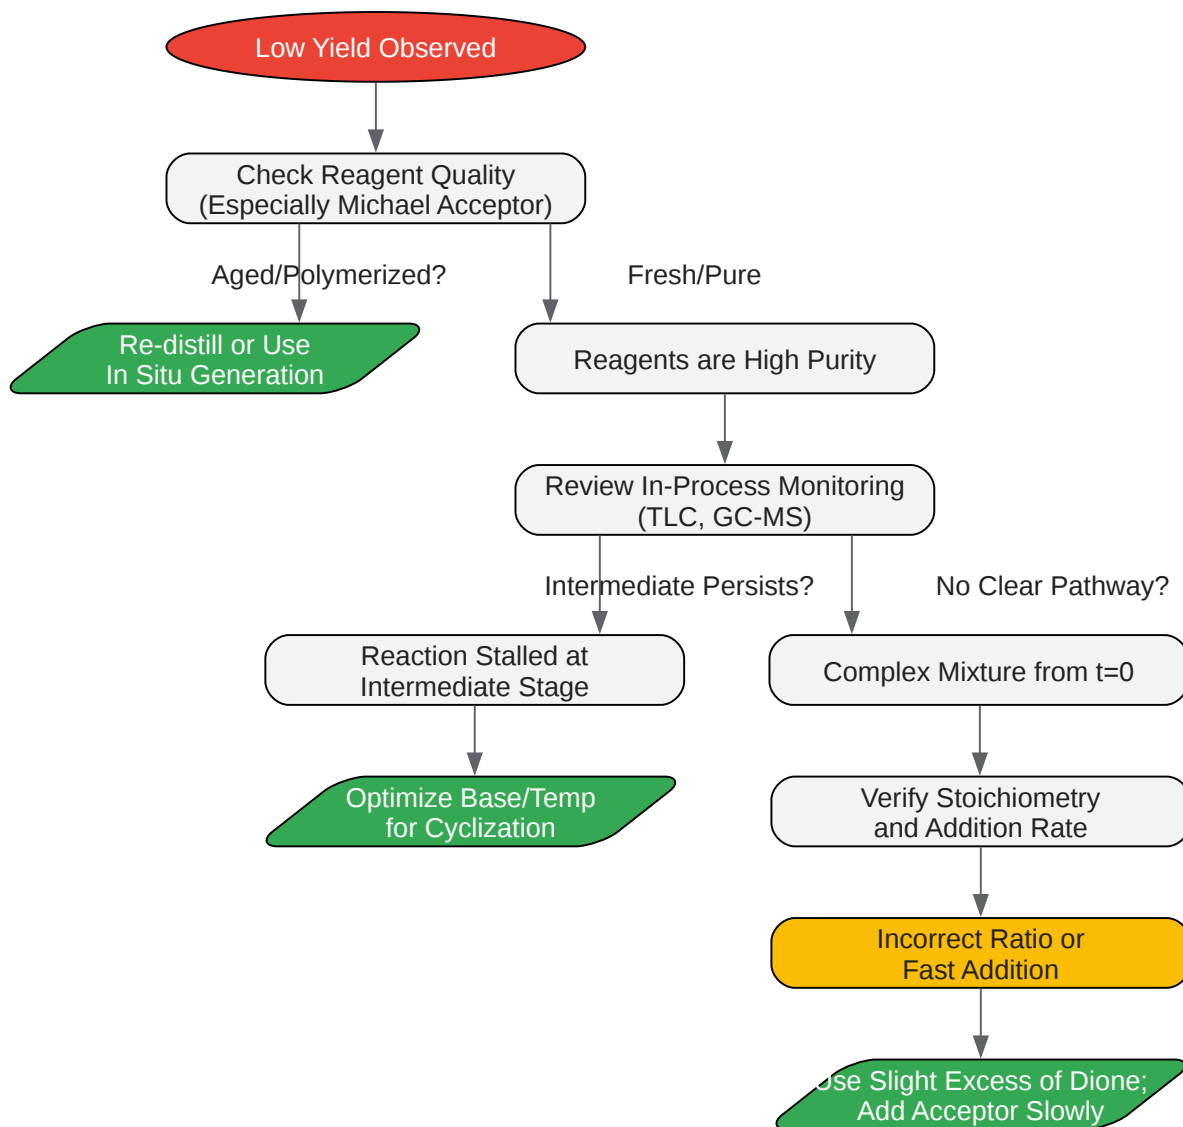 Low Yield Observed
Check Reagent Quality
(Especially Michael Acceptor)
Aged/Polymerized?
Fresh/Pure
Re-distill or Use
In Situ Generation
Reagents are High Purity
Review In-Process Monitoring
(TLC, GC-MS)
Intermediate Persists?
No Clear Pathway?
Reaction Stalled at
Intermediate Stage
Complex Mixture from t=0
Optimize Base/Temp
for Cyclization
Verify Stoichiometry
and Addition Rate
Incorrect Ratio or
Fast Addition
Use Slight Excess of Dione;
Add Acceptor Slowly